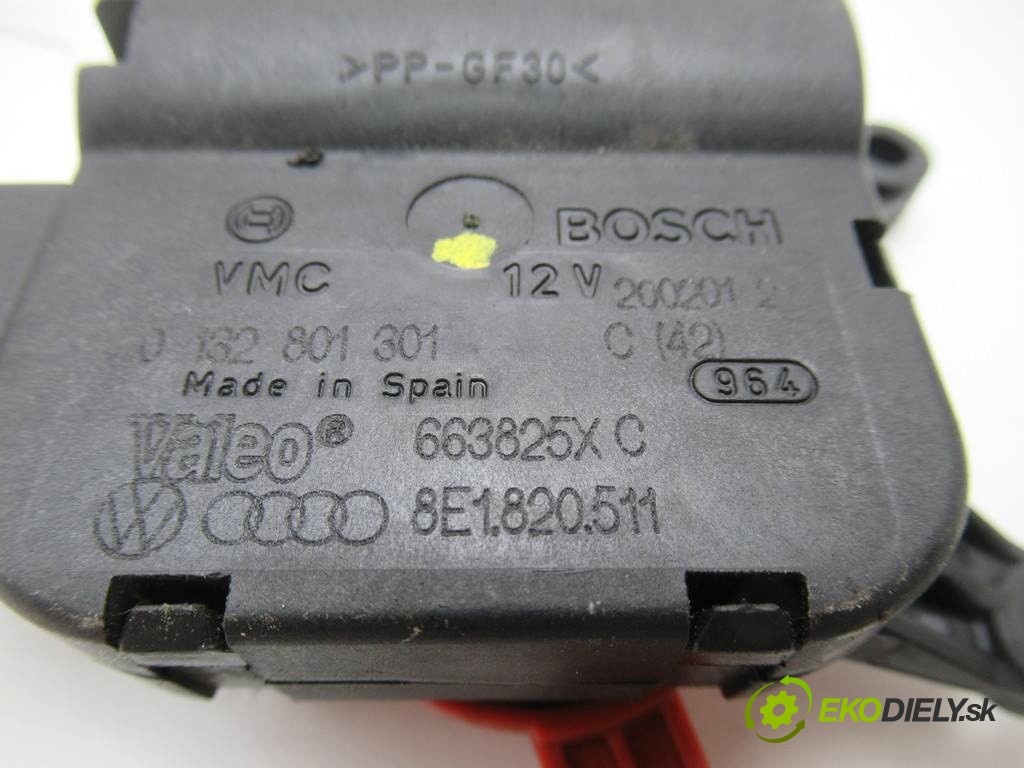 >PP-GF30<
BOSCH
VMC 12V 200201 2
0 132 801 301 C (42)
Made in Spain 964
Valeo® 663825X C
8E1.820.511
EKODIELY.sk